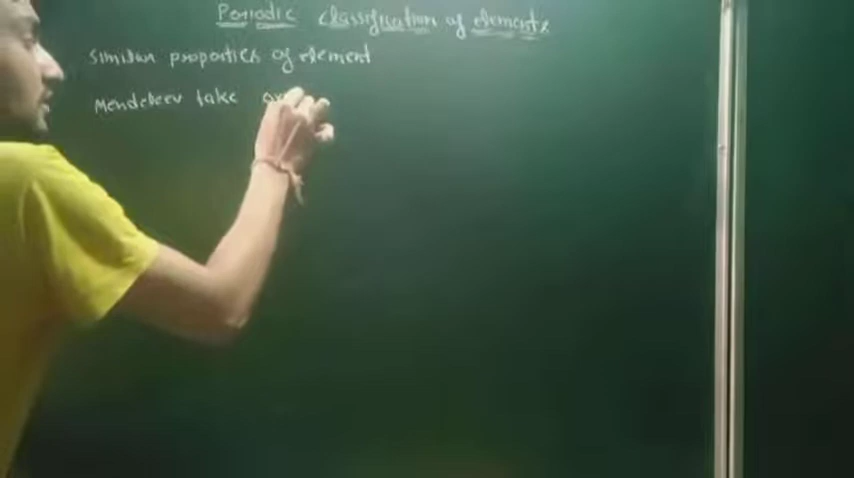 Periodic classification of elements
similar properties of element
Mendeleev take